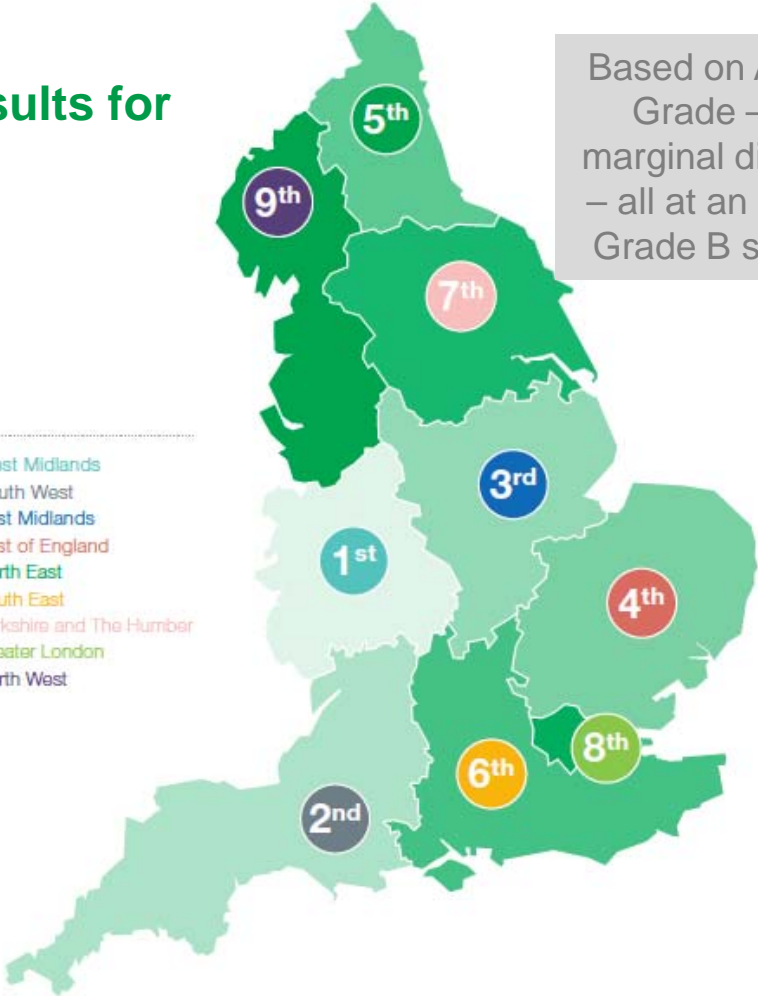 sults for
Based on A
Grade –
marginal di
– all at an
Grade B s
5th
9th
7th
3rd
1st
4th
8th
6th
2nd
st Midlands
uth West
st Midlands
st of England
rth East
uth East
rkshire and The Humber
eater London
rth West